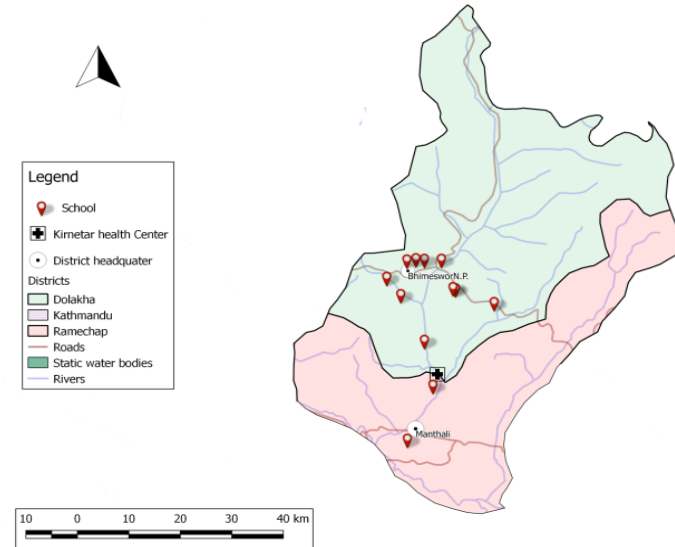 Legend
School
Kirnetar health Center
District headquater
Districts
Dolakha
Kathmandu
Ramechap
Roads
Static water bodies
Rivers
BhimesworN.P.
Manthali
10 0 10 20 30 40 km